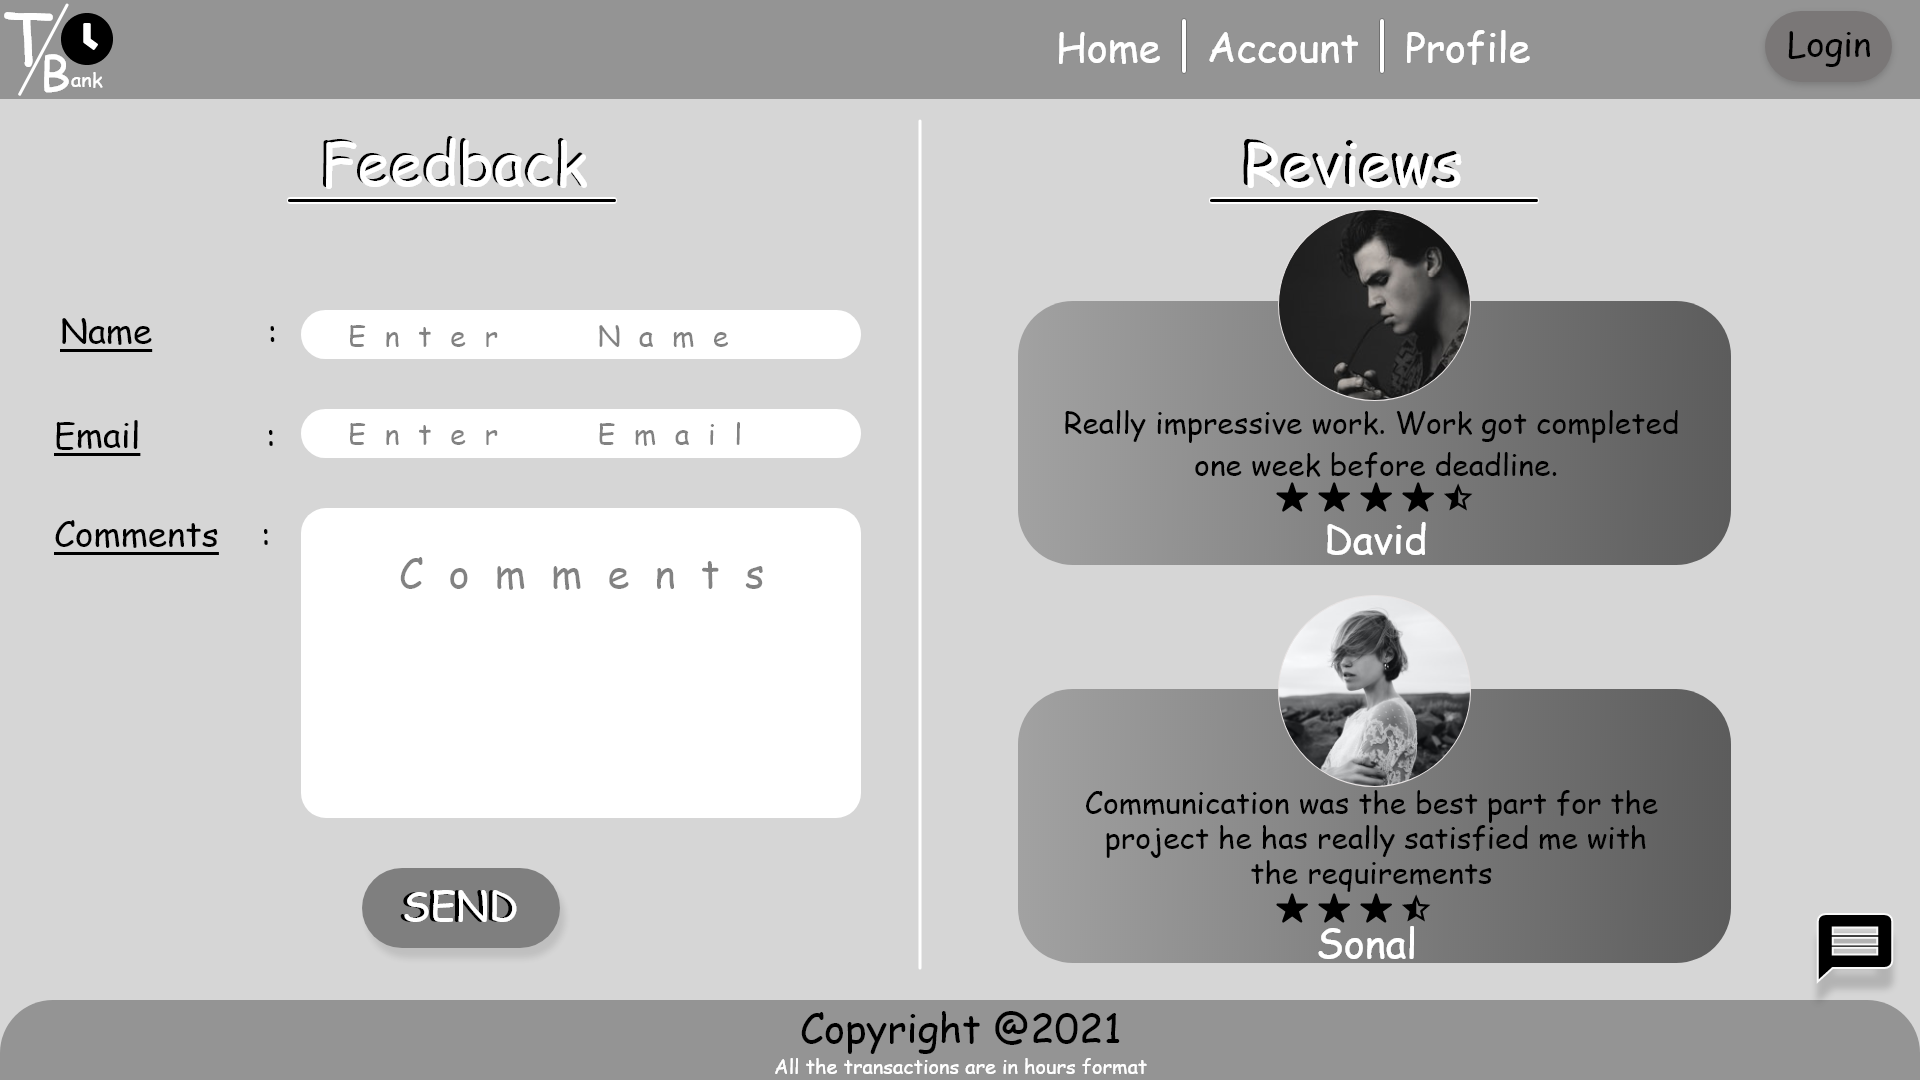 T/Bank
Home Account Profile
Login
Feedback
Name :
Enter Name
Email :
Enter Email
Comments :
Comments
SEND
Reviews
Really impressive work. Work got completed
one week before deadline.
David
Communication was the best part for the
project he has really satisfied me with
the requirements
Sonal
Copyright @2021
All the transactions are in hours format